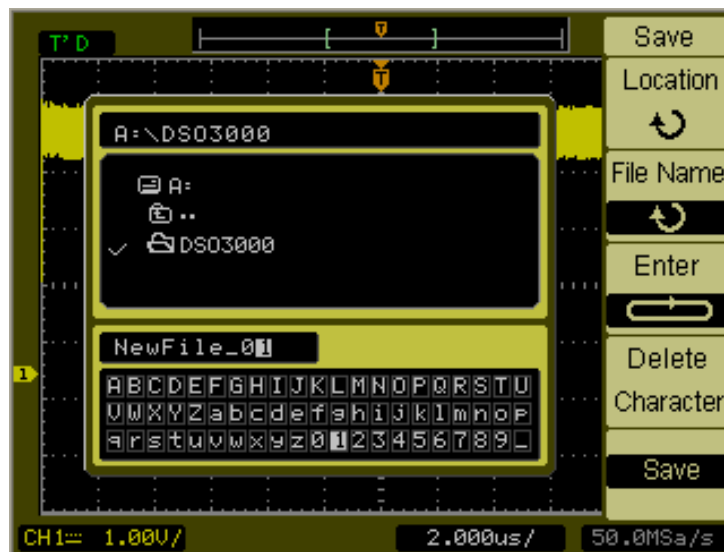 T'D
T
T
Save
Location
File Name
Enter
Delete
Character
Save
A:\DSO3000
A:
..
DSO3000
NewFile_01
ABCDEFGHIJKLMNOPQRSTU
VWXYZabcdefghijklmnop
qrstuvwxyz0123456789_
1
CH1 1.00V/
2.000us/
50.0MSa/s